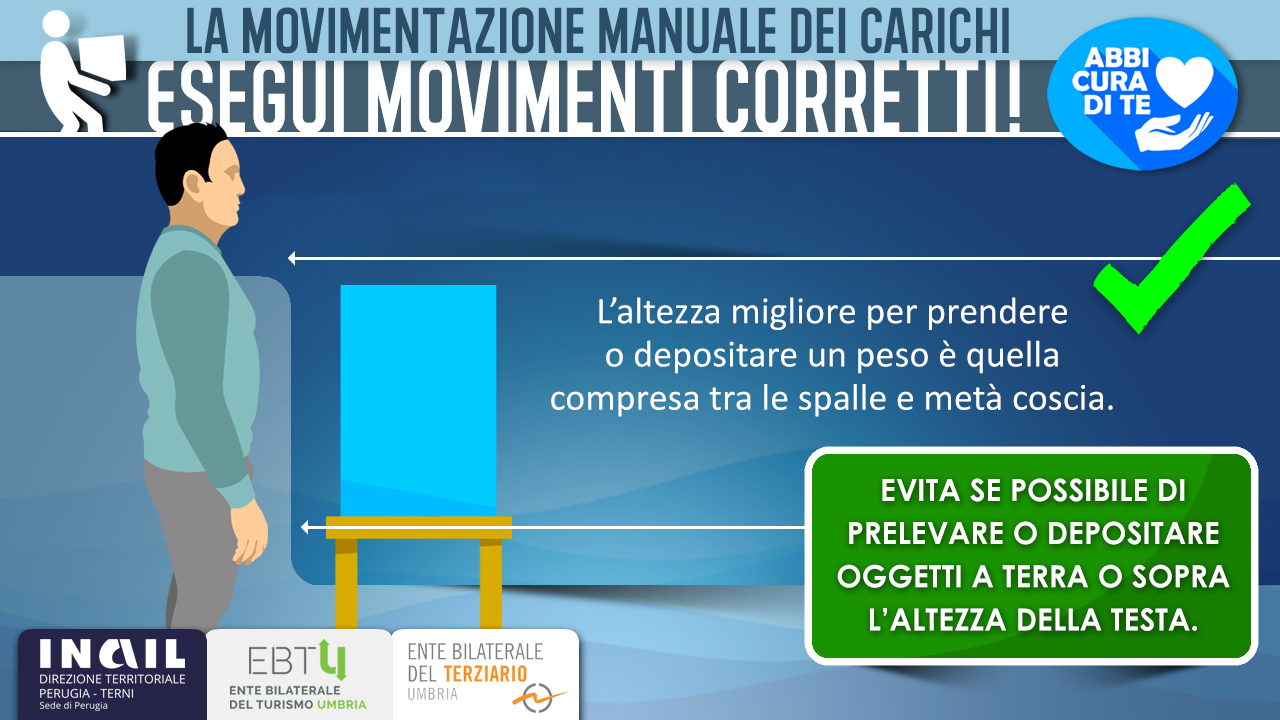 LA MOVIMENTAZIONE MANUALE DEI CARICHI
ESEGUI MOVIMENTI CORRETTI!
ABBI
CURA
DI TE
L’altezza migliore per prendere
o depositare un peso è quella
compresa tra le spalle e metà coscia.
EVITA SE POSSIBILE DI
PRELEVARE O DEPOSITARE
OGGETTI A TERRA O SOPRA
L’ALTEZZA DELLA TESTA.
INAIL
DIREZIONE TERRITORIALE
PERUGIA - TERNI
Sede di Perugia
EBT
ENTE BILATERALE
DEL TURISMO UMBRIA
ENTE BILATERALE
DEL TERZIARIO
UMBRIA